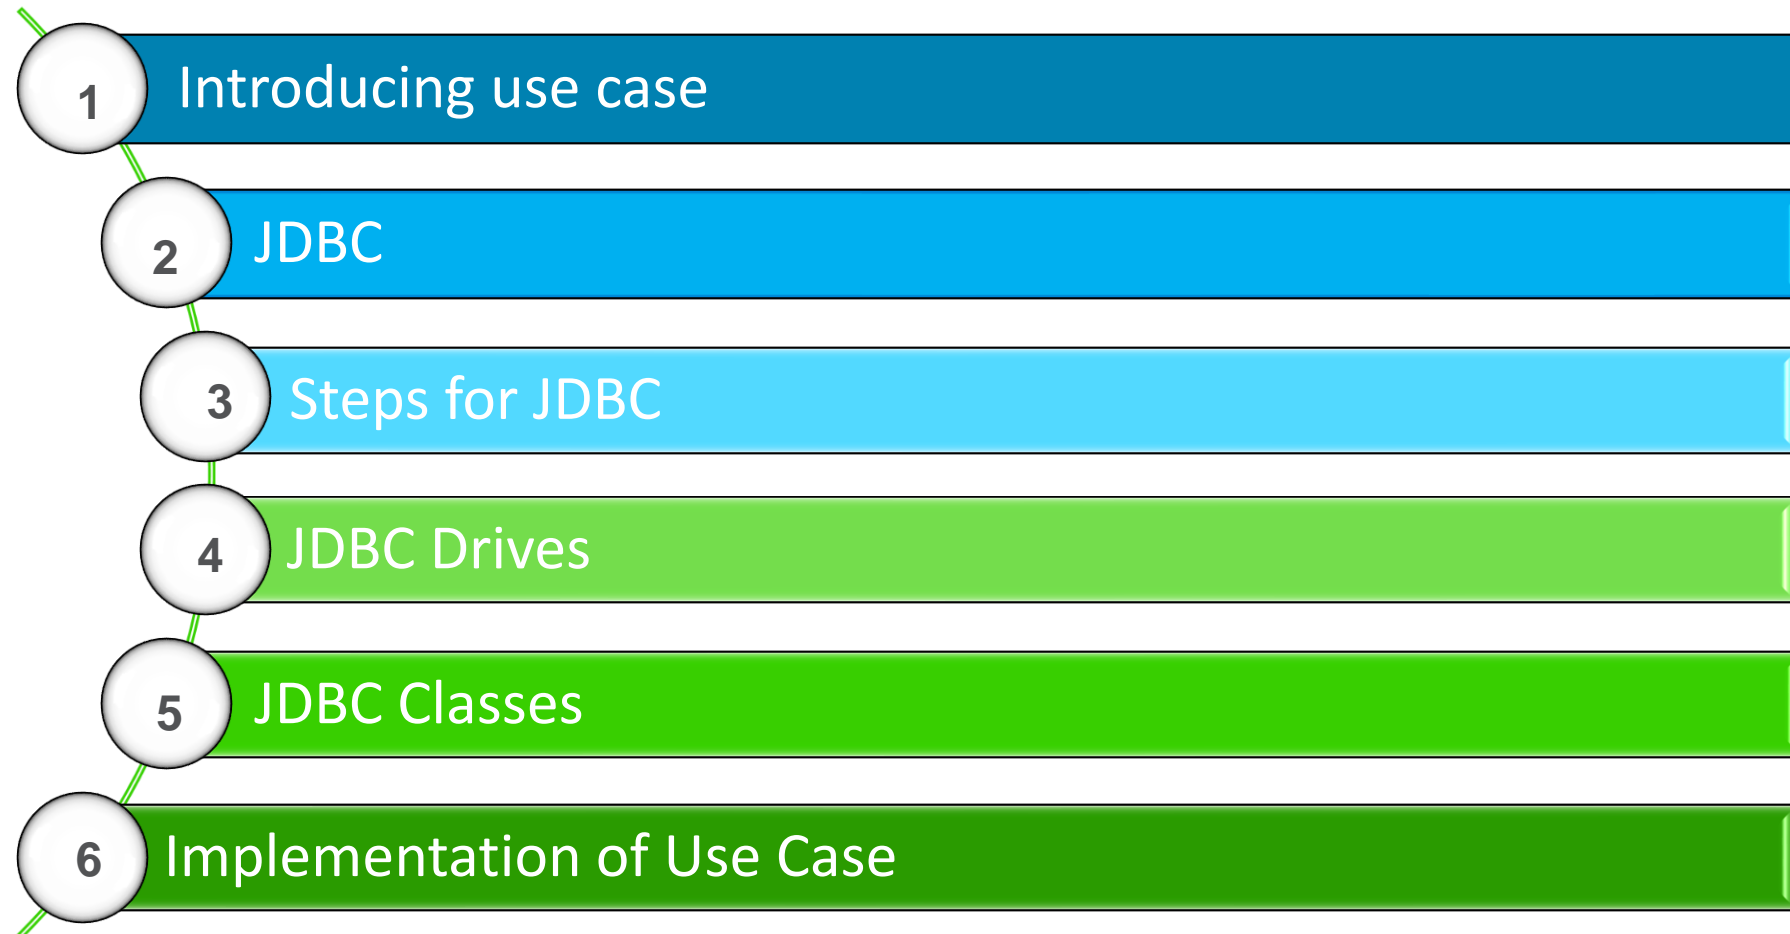 1 Introducing use case
2 JDBC
3 Steps for JDBC
4 JDBC Drives
5 JDBC Classes
6 Implementation of Use Case